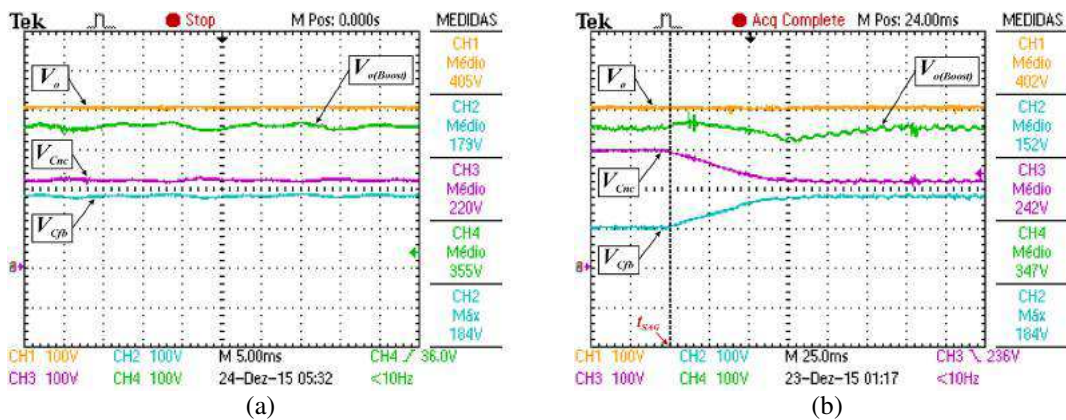 Tek Stop M Pos: 0.000s MEDIDAS
CH1
Médio
405V
CH2
Médio
179V
CH3
Médio
220V
CH4
Médio
355V
CH2
Máx
184V
V_o
V_o(Boost)
V_Cnc
V_Cfb
CH1 100V CH2 100V M 5.00ms CH4 / 36.0V
CH3 100V CH4 100V 24-Dez-15 05:32 <10Hz
(a)
Tek Acq Complete M Pos: 24.00ms MEDIDAS
CH1
Médio
402V
CH2
Médio
152V
CH3
Médio
242V
CH4
Médio
347V
CH2
Máx
184V
V_o
V_o(Boost)
V_Cnc
V_Cfb
t_SAG
CH1 100V CH2 100V M 25.0ms CH3 \ 236V
CH3 100V CH4 100V 23-Dez-15 01:17 <10Hz
(b)